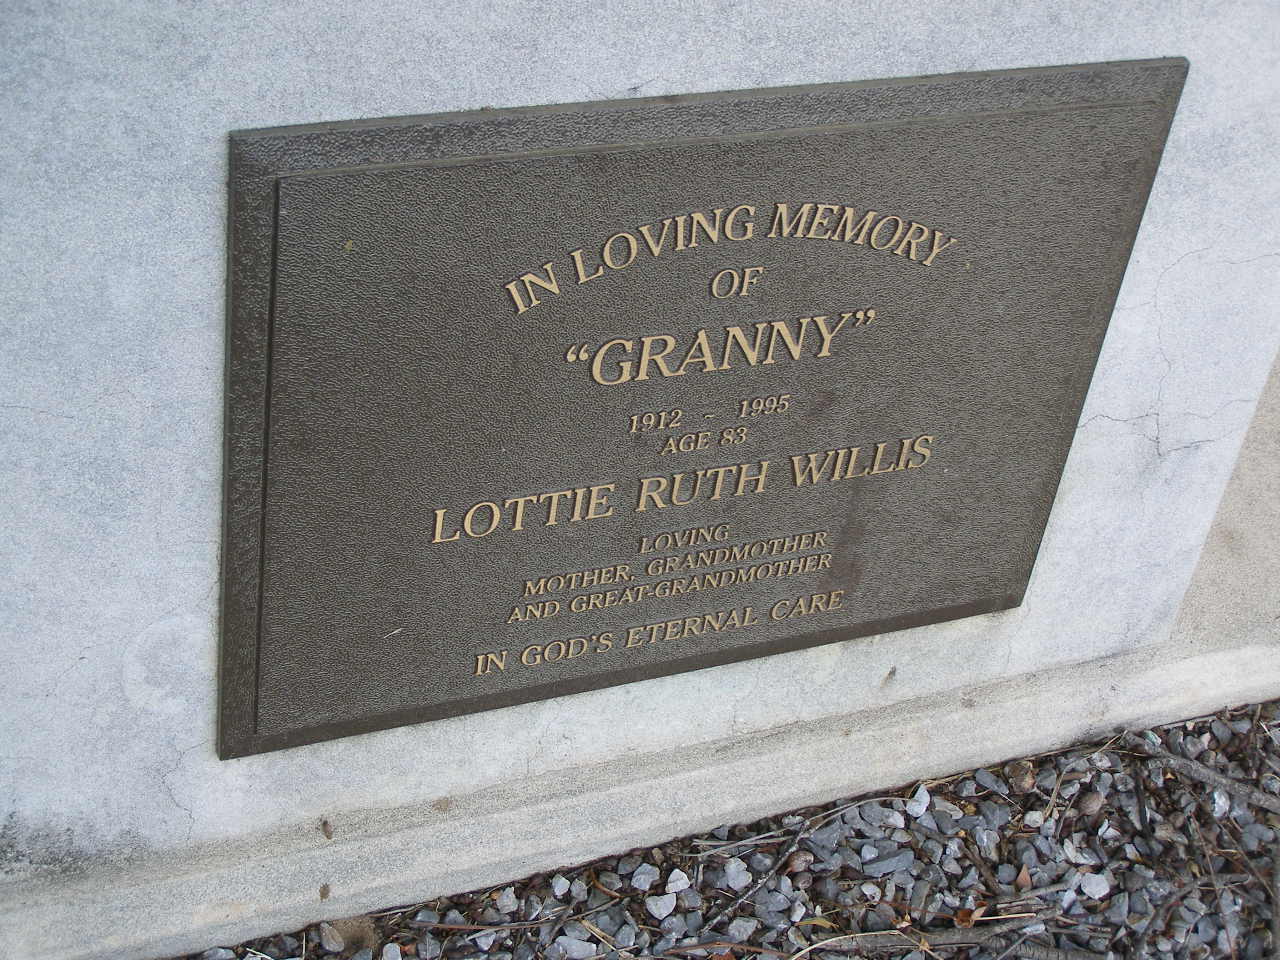 IN LOVING MEMORY
OF
“GRANNY”
1912 ~ 1995
AGE 83
LOTTIE RUTH WILLIS
LOVING
MOTHER, GRANDMOTHER
AND GREAT-GRANDMOTHER
IN GOD'S ETERNAL CARE